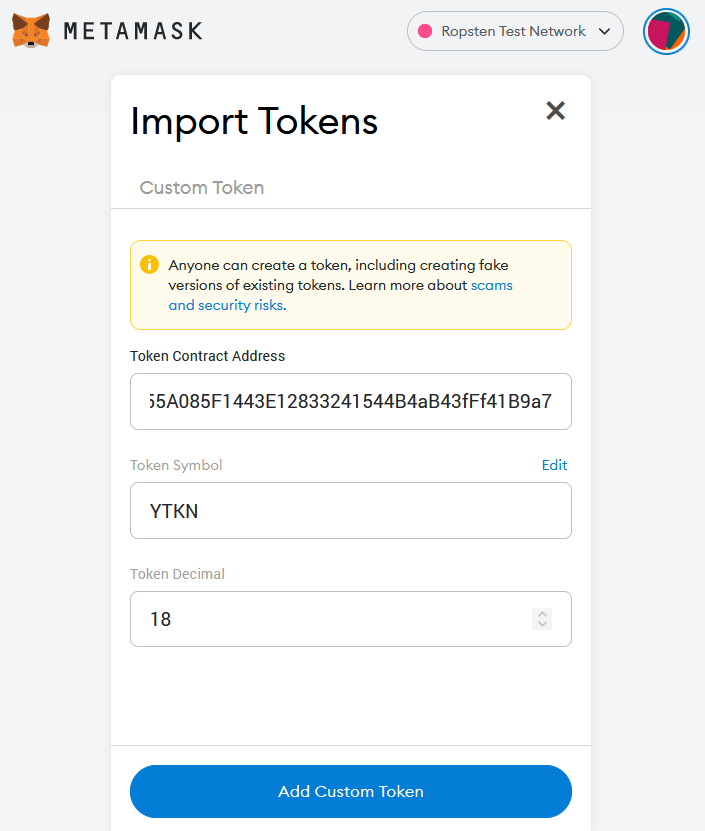 METAMASK
Ropsten Test Network
Import Tokens
Custom Token
Anyone can create a token, including creating fake
versions of existing tokens. Learn more about scams
and security risks.
Token Contract Address
55A085F1443E12833241544B4aB43fFf41B9a7
Token Symbol
Edit
YTKN
Token Decimal
18
Add Custom Token